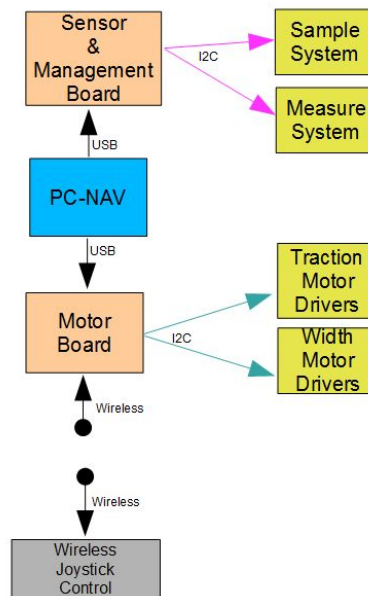 Sensor
&
Management
Board
I2C
Sample
System
Measure
System
USB
PC-NAV
USB
Motor
Board
I2C
Traction
Motor
Drivers
Width
Motor
Drivers
Wireless
Wireless
Wireless
Joystick
Control